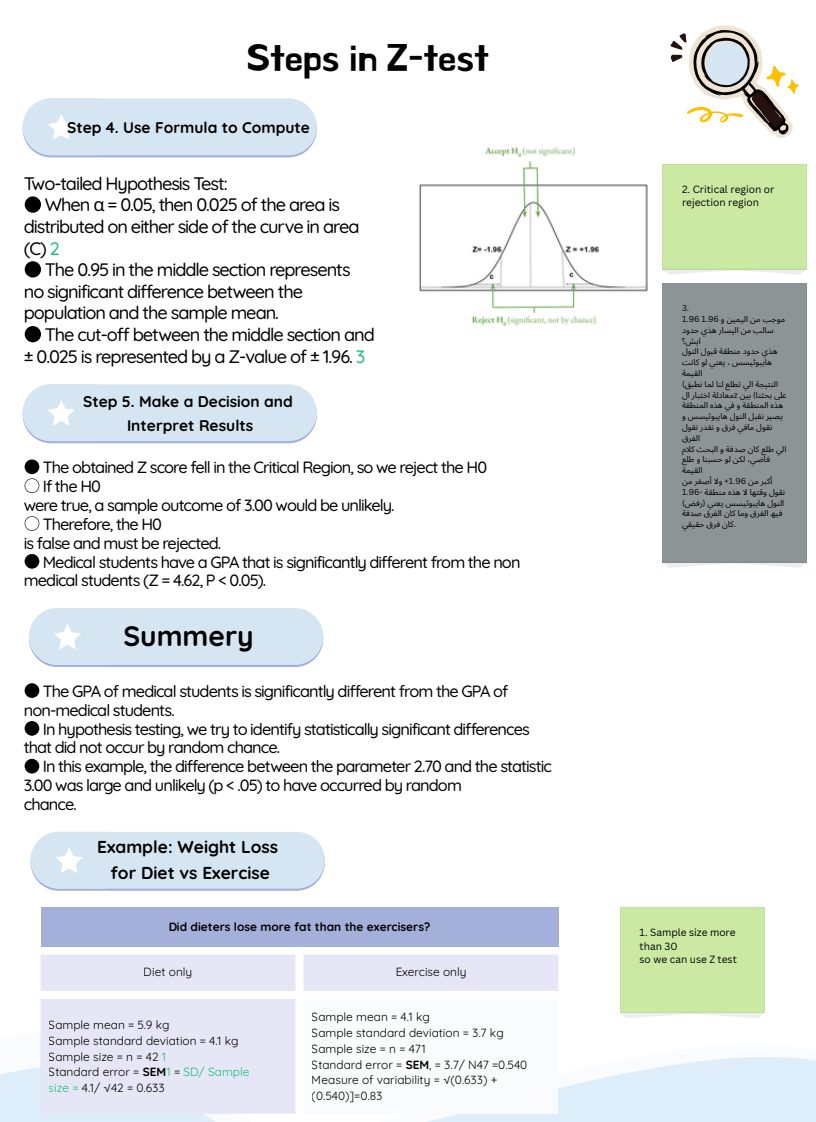 Steps in Z-test
Step 4. Use Formula to Compute
Two-tailed Hypothesis Test:
● When α = 0.05, then 0.025 of the area is
distributed on either side of the curve in area
(C) 2
● The 0.95 in the middle section represents
no significant difference between the
population and the sample mean.
● The cut-off between the middle section and
± 0.025 is represented by a Z-value of ± 1.96. 3
Accept H₀ (not significant)
Z= -1.96
Z = +1.96
c
c
Reject H₀ (significant, not by chance)
2. Critical region or
rejection region
3.
موجب من اليمين و 1.96 1.96
سالب من اليسار هذي حدود
ايش؟
هذي حدود منطقة قبول النول
هايبوثيسس ، يعني لو كانت
القيمة
النتيجة الي تطلع لنا لما نطبق)
على بحثنا) بين zمعادلة اختبار ال
هذه المنطقة و في هذه المنطقة
يصير نقبل النول هايبوثيسس و
نقول مافي فرق و نقدر نقول
الفرق
الي طلع كان صدفة و البحث كلام
فاضي، لكن لو حسبنا و طلع
القيمة
أكبر من 1.96+ ولا أصغر من
نقول وقتها لا هذه منطقة -1.96
النول هايبوثيسس يعني (رفض)
فيها الفرق وما كان الفرق صدفة
كان فرق حقيقي.
Step 5. Make a Decision and
Interpret Results
● The obtained Z score fell in the Critical Region, so we reject the H0
○ If the H0
were true, a sample outcome of 3.00 would be unlikely.
○ Therefore, the H0
is false and must be rejected.
● Medical students have a GPA that is significantly different from the non
medical students (Z = 4.62, P < 0.05).
Summery
● The GPA of medical students is significantly different from the GPA of
non-medical students.
● In hypothesis testing, we try to identify statistically significant differences
that did not occur by random chance.
● In this example, the difference between the parameter 2.70 and the statistic
3.00 was large and unlikely (p < .05) to have occurred by random
chance.
Example: Weight Loss
for Diet vs Exercise
Did dieters lose more fat than the exercisers?
Diet only
Exercise only
Sample mean = 5.9 kg
Sample standard deviation = 4.1 kg
Sample size = n = 42 1
Standard error = SEM1 = SD/ Sample
size = 4.1/ √42 = 0.633
Sample mean = 4.1 kg
Sample standard deviation = 3.7 kg
Sample size = n = 471
Standard error = SEM, = 3.7/ N47 =0.540
Measure of variability = √(0.633) +
(0.540)]=0.83
1. Sample size more
than 30
so we can use Z test